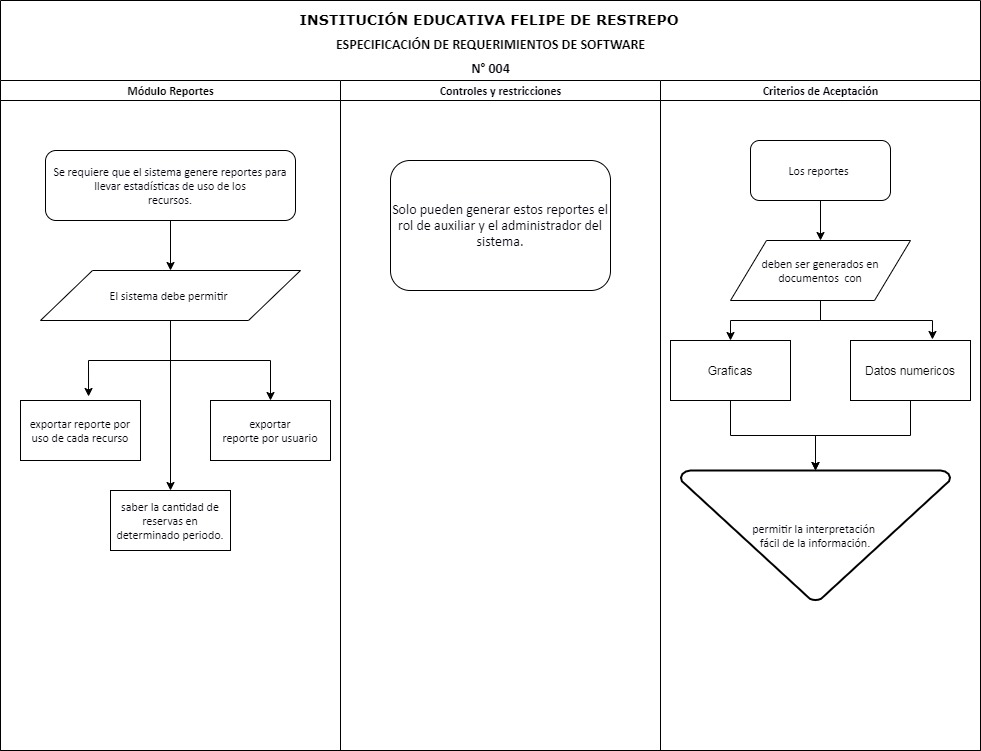 INSTITUCIÓN EDUCATIVA FELIPE DE RESTREPO
ESPECIFICACIÓN DE REQUERIMIENTOS DE SOFTWARE
N° 004
Módulo Reportes
Controles y restricciones
Criterios de Aceptación
Se requiere que el sistema genere reportes para
llevar estadísticas de uso de los
recursos.
El sistema debe permitir
exportar reporte por
uso de cada recurso
exportar
reporte por usuario
saber la cantidad de
reservas en
determinado periodo.
Solo pueden generar estos reportes el
rol de auxiliar y el administrador del
sistema.
Los reportes
deben ser generados en
documentos con
Graficas
Datos numericos
permitir la interpretación
fácil de la información.